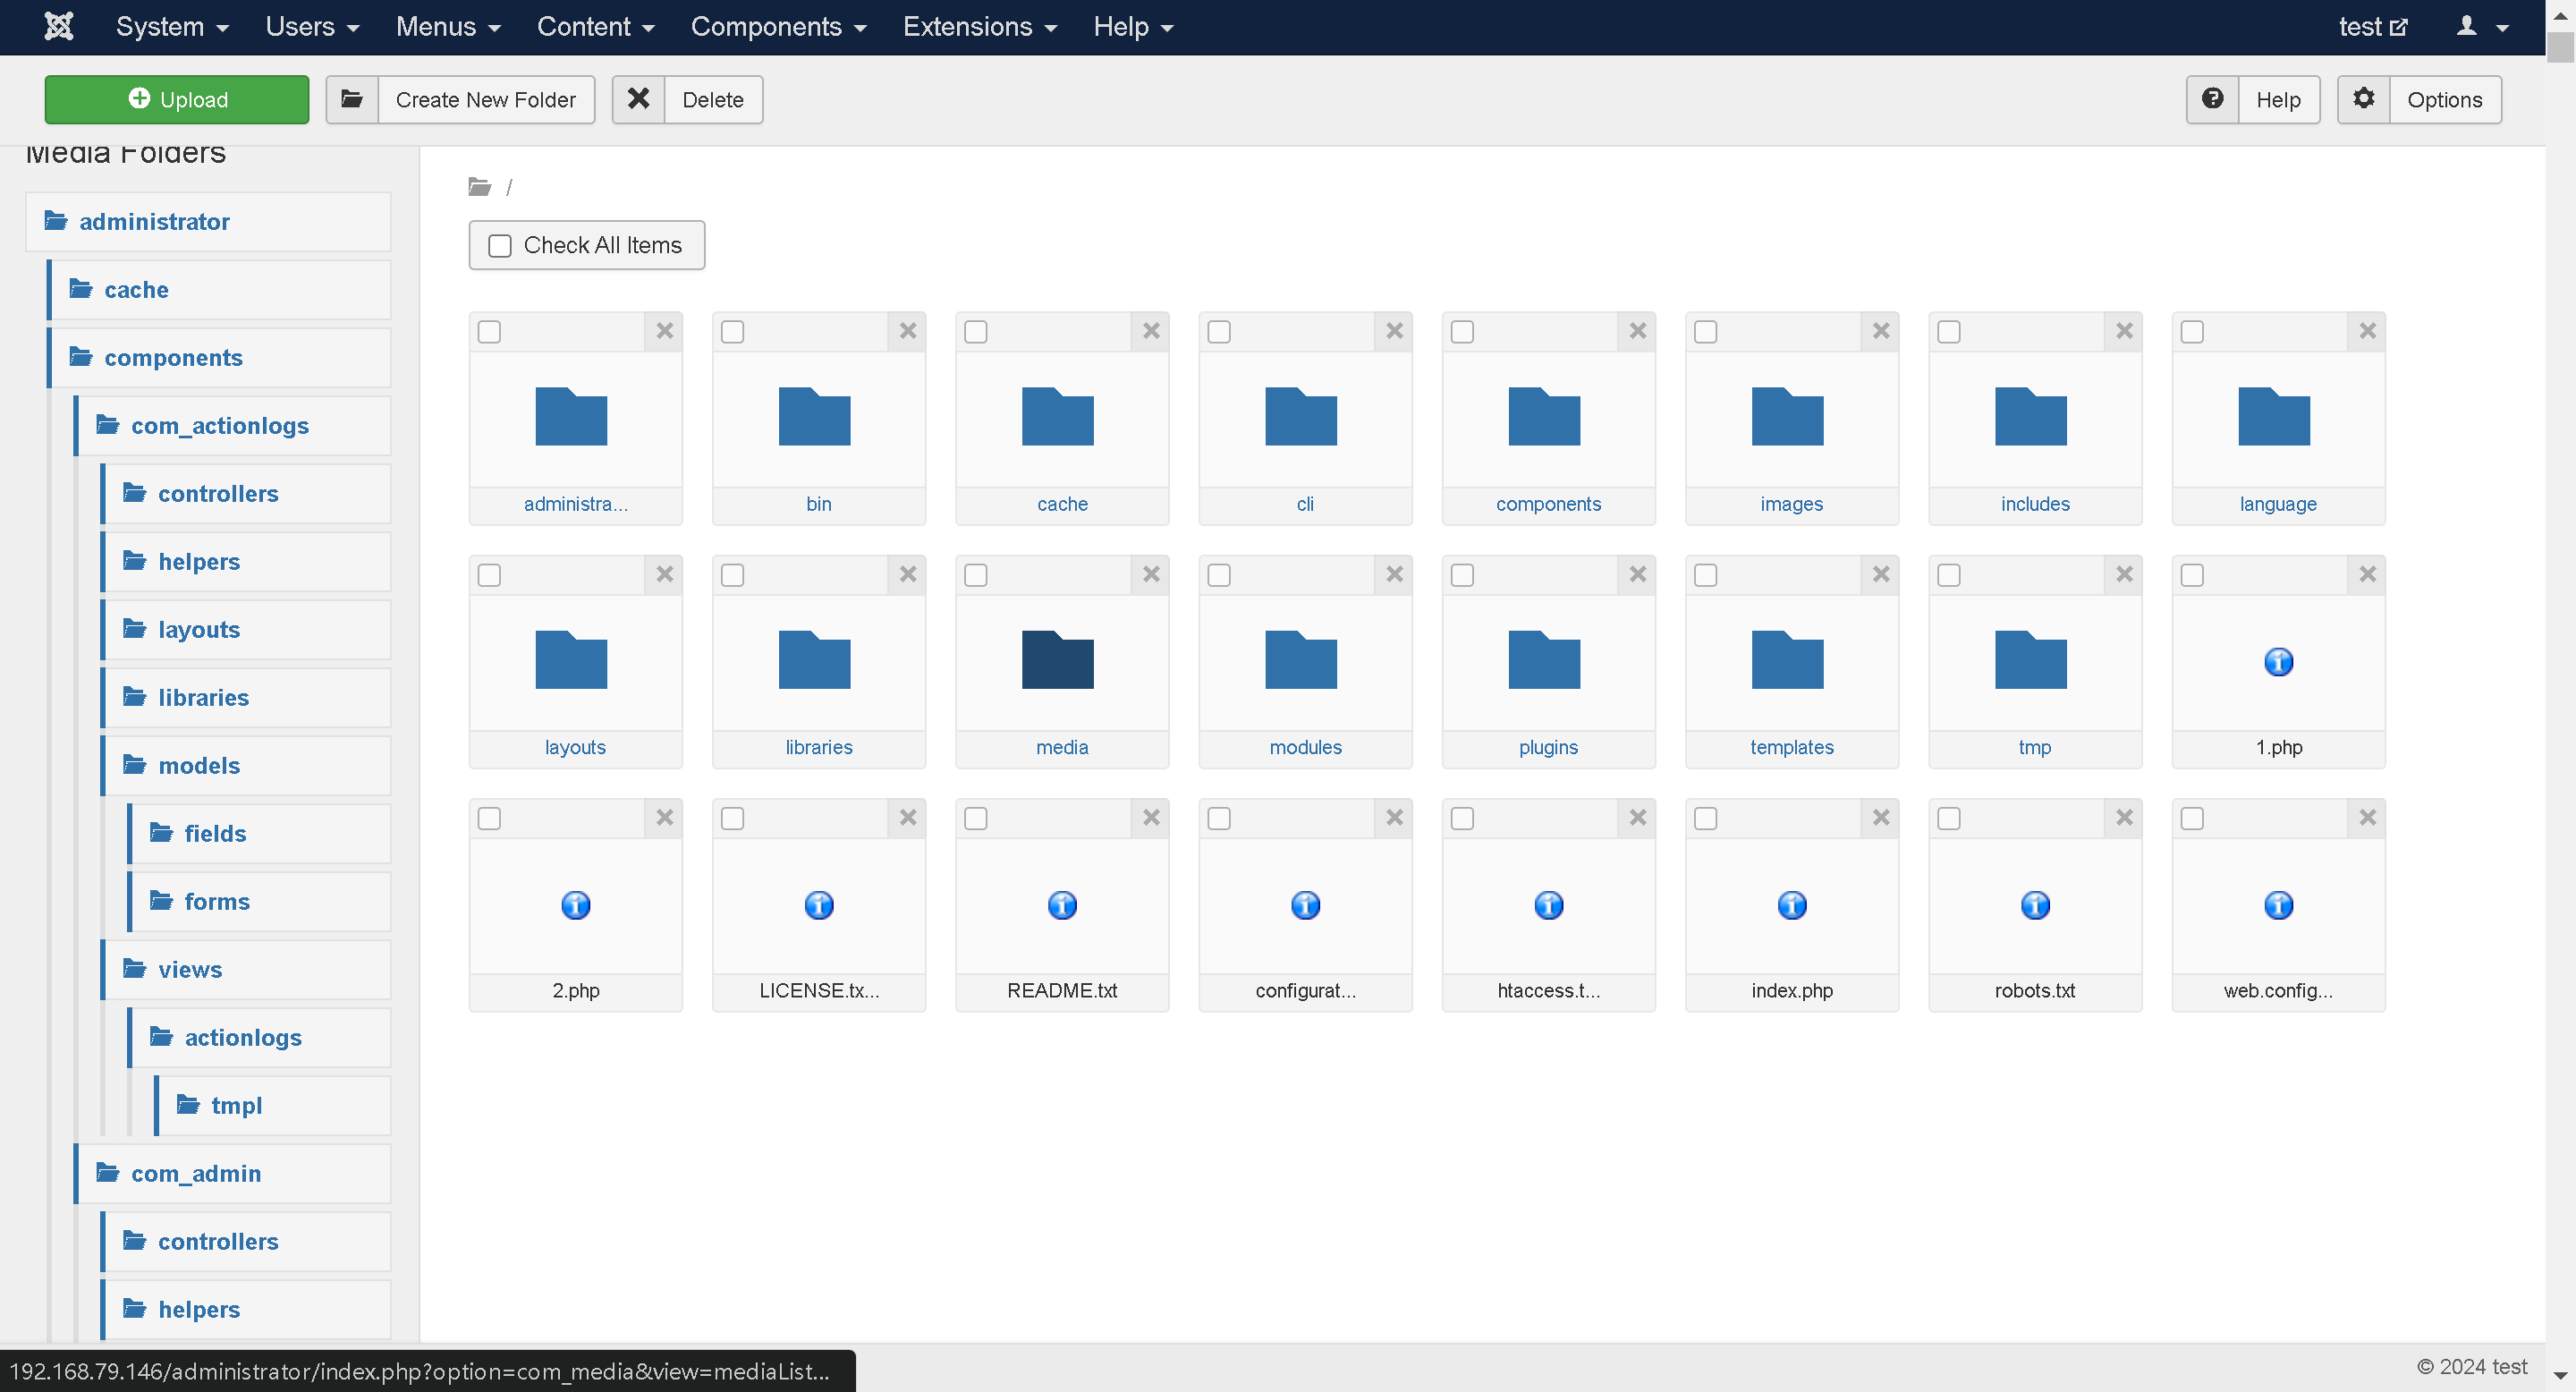 System Users Menus Content Components Extensions Help test
Upload Create New Folder Delete Help Options
Media Folders
administrator
cache
components
com_actionlogs
controllers
helpers
layouts
libraries
models
fields
forms
views
actionlogs
tmpl
com_admin
controllers
helpers
/
Check All Items
administra... bin cache cli components images includes language
layouts libraries media modules plugins templates tmp 1.php
2.php LICENSE.tx... README.txt configurat... htaccess.t... index.php robots.txt web.config...
192.168.79.146/administrator/index.php?option=com_media&view=mediaList...
© 2024 test